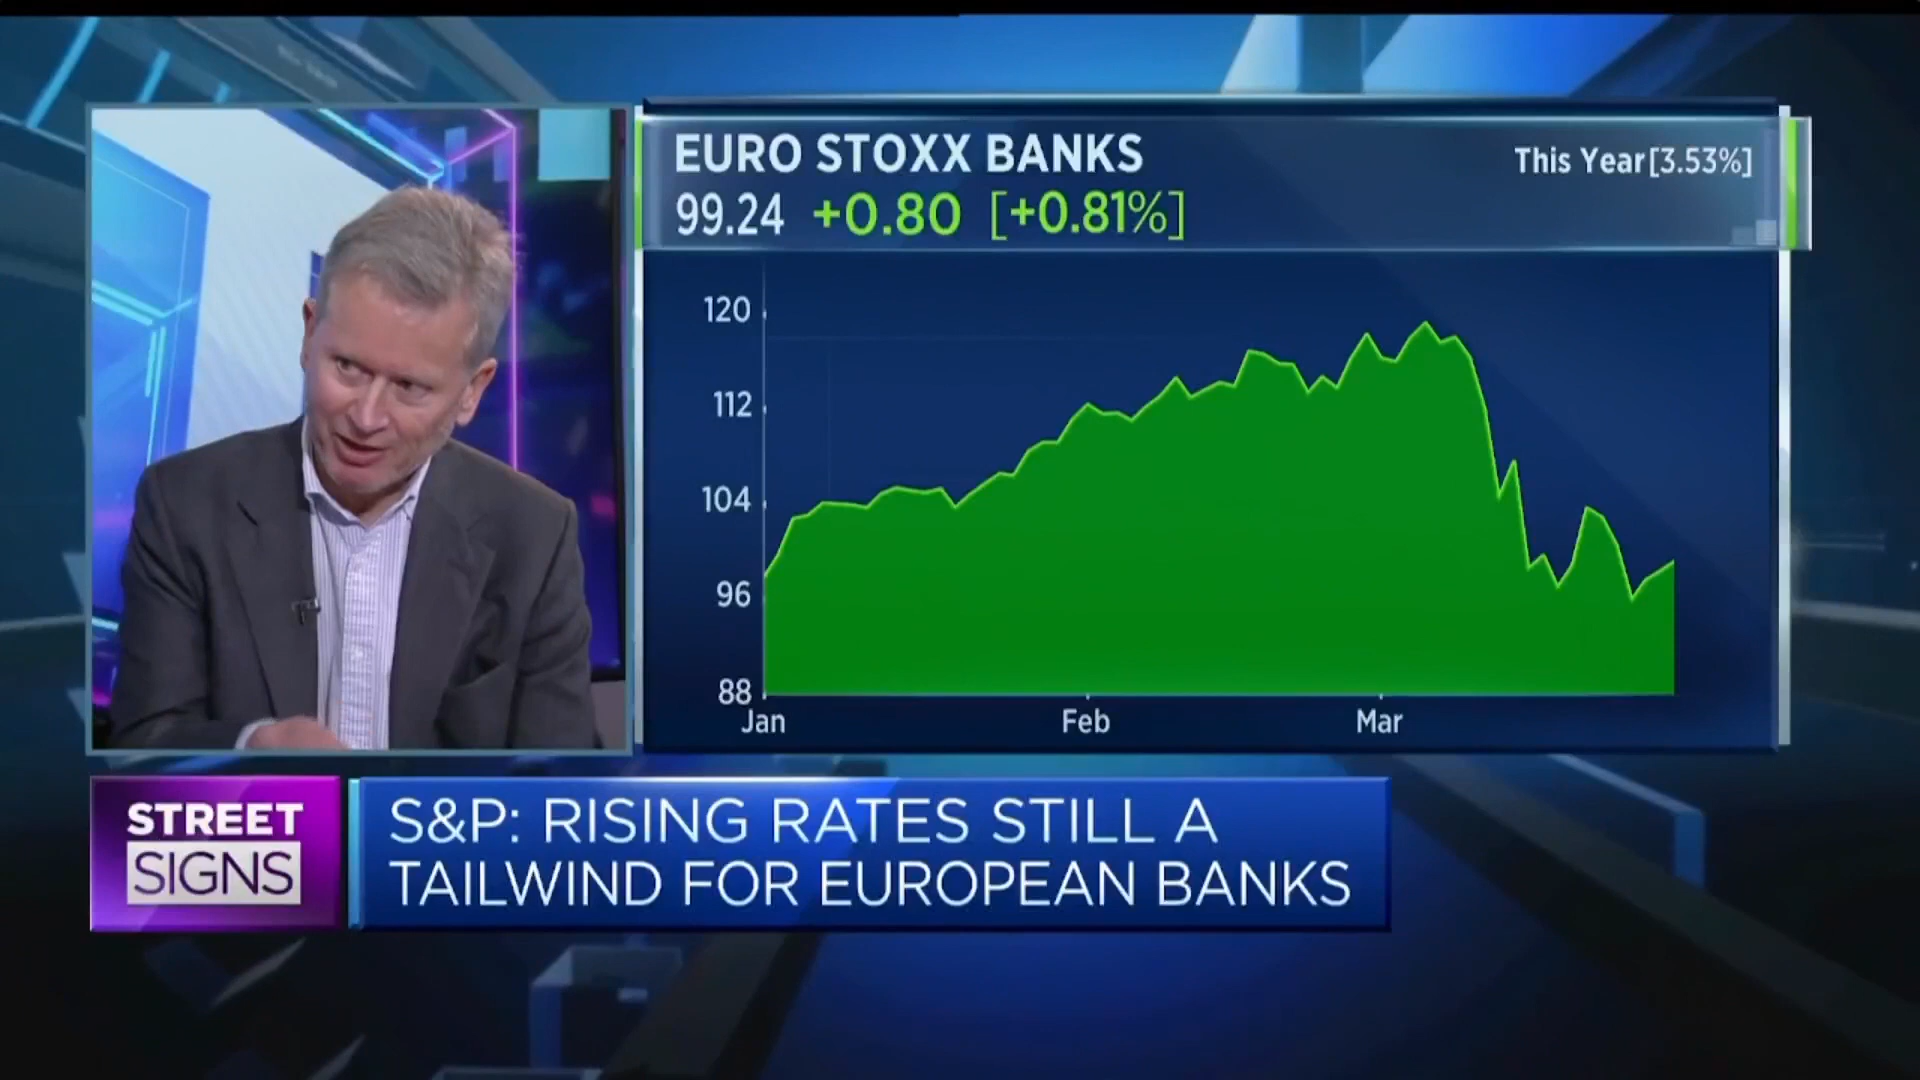 EURO STOXX BANKS
This Year[3.53%]
99.24 +0.80 [+0.81%]
120
112
104
96
88
Jan Feb Mar
STREET
SIGNS
S&P: RISING RATES STILL A
TAILWIND FOR EUROPEAN BANKS